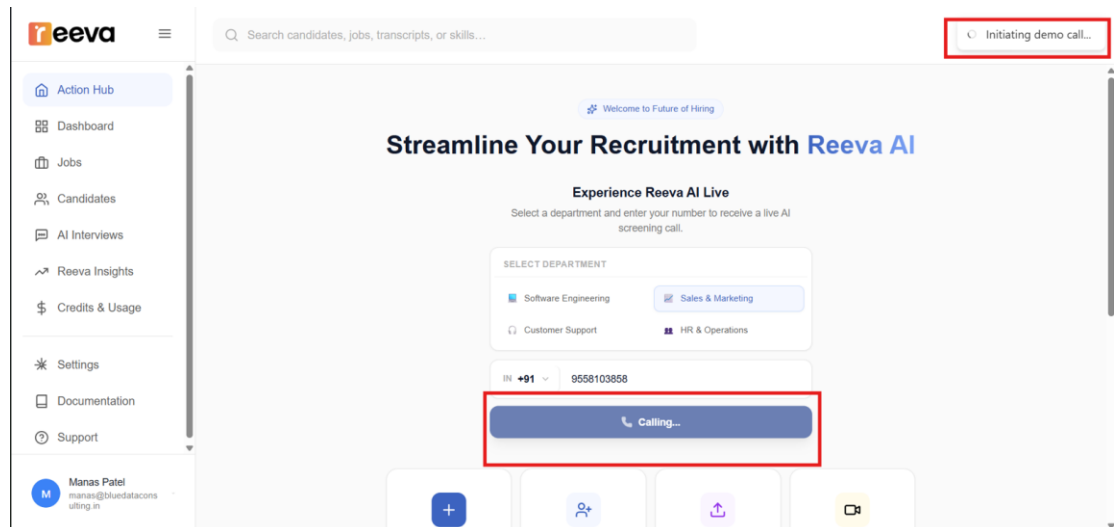 reeva
Search candidates, jobs, transcripts, or skills...
Initiating demo call...
Action Hub
Dashboard
Jobs
Candidates
AI Interviews
Reeva Insights
$ Credits & Usage
Settings
Documentation
Support
M
Manas Patel
manas@bluedatacons
ulting.in
Welcome to Future of Hiring
Streamline Your Recruitment with Reeva AI
Experience Reeva AI Live
Select a department and enter your number to receive a live AI
screening call.
SELECT DEPARTMENT
Software Engineering
Sales & Marketing
Customer Support
HR & Operations
IN +91 9558103858
Calling...